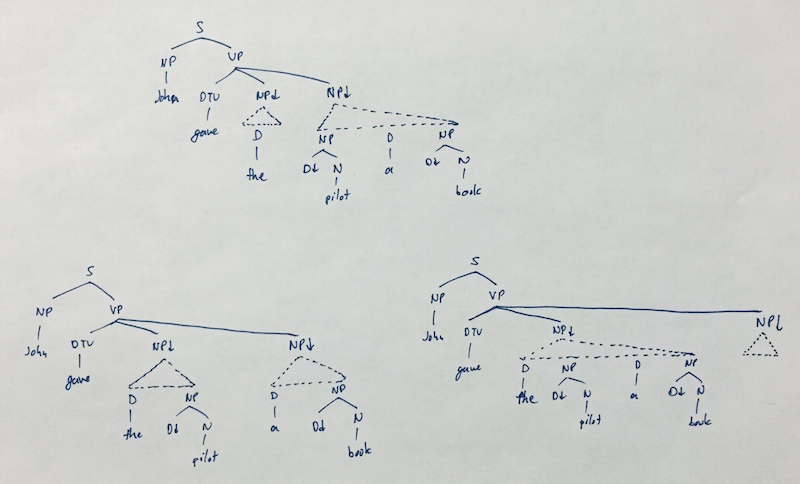 S
NP VP
John DTV NP↓ NP↓
gave D NP D NP
the D↓ N a D↓ N
pilot book
S
NP VP
John DTV NP↓ NP↓
gave D NP D NP
the D↓ N a D↓ N
pilot book
S
NP VP
John DTV NP↓ NP↓
gave D NP D NP
the D↓ N a D↓ N
pilot book